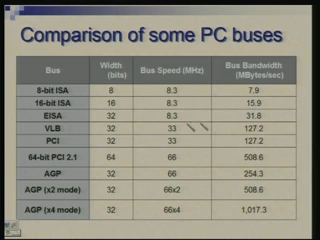 Comparison of some PC buses
Bus Width (bits) Bus Speed (MHz) Bus Bandwidth (MBytes/sec)
8-bit ISA 8 8.3 7.9
16-bit ISA 16 8.3 15.9
EISA 32 8.3 31.8
VLB 32 33 127.2
PCI 32 33 127.2
64-bit PCI 2.1 64 66 508.6
AGP 32 66 254.3
AGP (x2 mode) 32 66x2 508.6
AGP (x4 mode) 32 66x4 1,017.3